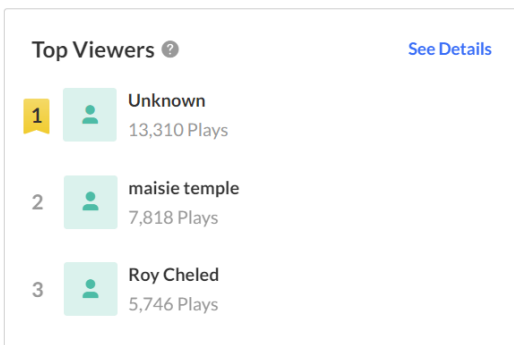 Top Viewers ?
See Details
1
Unknown
13,310 Plays
2
maisie temple
7,818 Plays
3
Roy Cheled
5,746 Plays